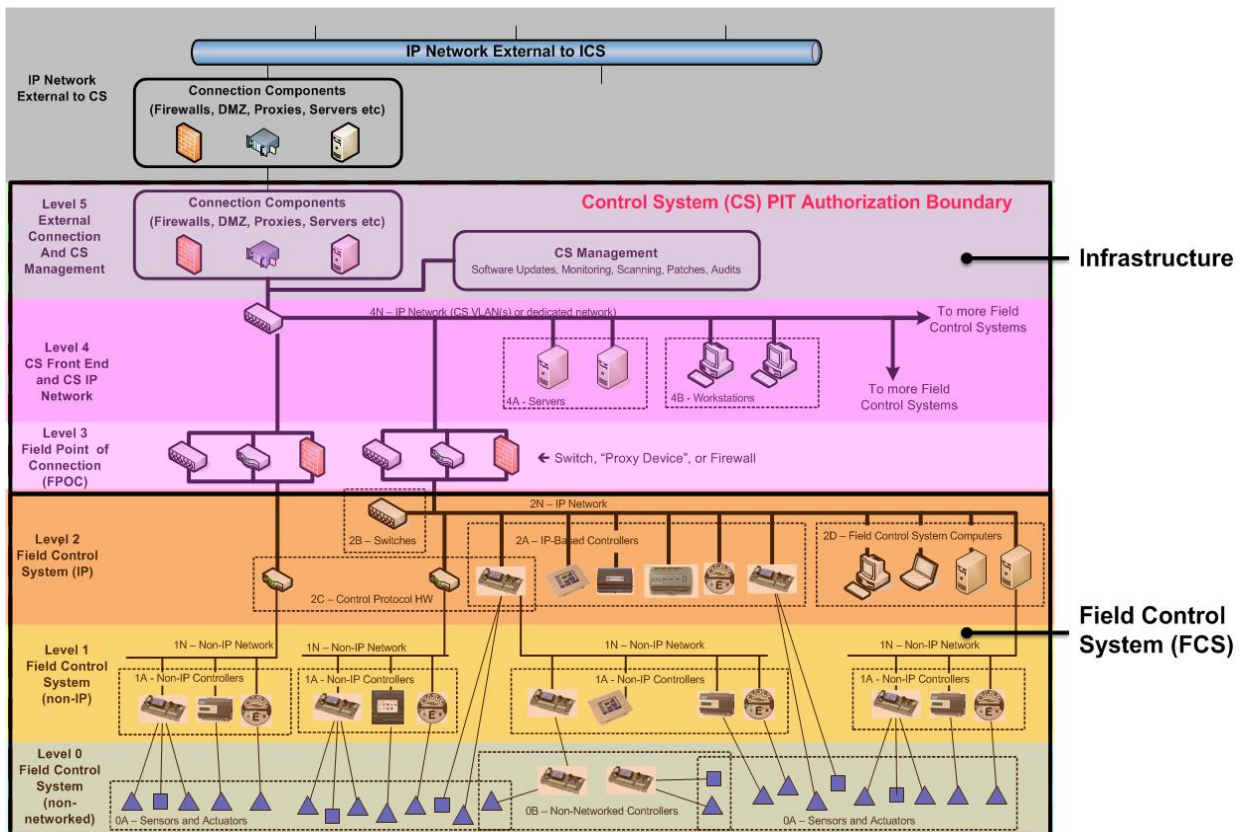 IP Network External to ICS
IP Network
External to CS
Connection Components
(Firewalls, DMZ, Proxies, Servers etc)
Level 5
External
Connection
And CS
Management
Connection Components
(Firewalls, DMZ, Proxies, Servers etc)
Control System (CS) PIT Authorization Boundary
CS Management
Software Updates, Monitoring, Scanning, Patches, Audits
Infrastructure
4N – IP Network (CS VLAN(s) or dedicated network)
To more Field
Control Systems
Level 4
CS Front End
and CS IP
Network
4A - Servers
4B - Workstations
To more Field
Control Systems
Level 3
Field Point of
Connection
(FPOC)
← Switch, “Proxy Device”, or Firewall
2N – IP Network
Level 2
Field Control
System (IP)
2B – Switches
2A – IP-Based Controllers
2D – Field Control System Computers
2C – Control Protocol HW
Field Control
System (FCS)
Level 1
Field Control
System
(non-IP)
1N – Non-IP Network
1N – Non-IP Network
1N – Non-IP Network
1N – Non-IP Network
1A - Non-IP Controllers
1A - Non-IP Controllers
1A - Non-IP Controllers
1A – Non-IP Controllers
E
E
E
E
Level 0
Field Control
System
(non-
networked)
0A – Sensors and Actuators
0B – Non-Networked Controllers
0A – Sensors and Actuators